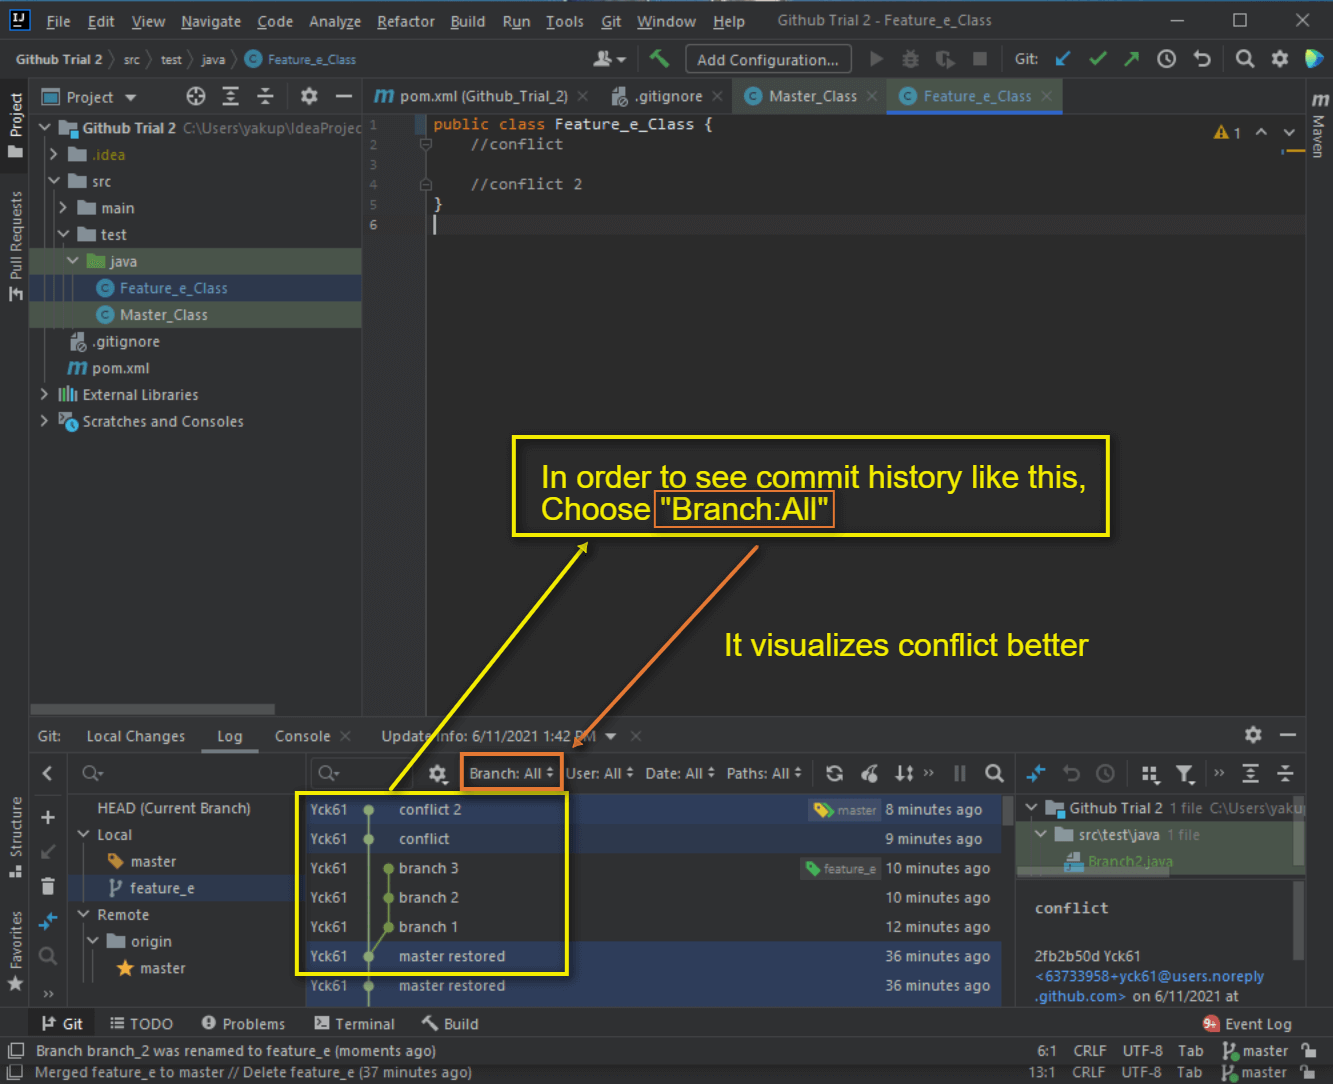 File Edit View Navigate Code Analyze Refactor Build Run Tools Git Window Help Github Trial 2 - Feature_e_Class
Github Trial 2 src test java Feature_e_Class Add Configuration... Git:
Project pom.xml (Github_Trial_2) .gitignore Master_Class Feature_e_Class
Project
Pull Requests
Structure
Favorites
Maven
Github Trial 2 C:\Users\yakup\IdeaProjec
.idea
src
main
test
java
Feature_e_Class
Master_Class
.gitignore
pom.xml
External Libraries
Scratches and Consoles
1 public class Feature_e_Class {
2 //conflict
3
4 //conflict 2
5 }
6
1
In order to see commit history like this,
Choose "Branch:All"
It visualizes conflict better
Git: Local Changes Log Console Update Info: 6/11/2021 1:42 PM
Branch: All User: All Date: All Paths: All
HEAD (Current Branch)
Local
master
feature_e
Remote
origin
master
Yck61 conflict 2 master 8 minutes ago
Yck61 conflict 9 minutes ago
Yck61 branch 3 feature_e 10 minutes ago
Yck61 branch 2 10 minutes ago
Yck61 branch 1 12 minutes ago
Yck61 master restored 36 minutes ago
Yck61 master restored 36 minutes ago
Github Trial 2 1 file C:\Users\yaku
src\test\java 1 file
Branch2.java
conflict
2fb2b50d Yck61
<63733958+yck61@users.noreply
.github.com> on 6/11/2021 at
Git TODO Problems Terminal Build 9+ Event Log
Branch branch_2 was renamed to feature_e (moments ago) 6:1 CRLF UTF-8 Tab master
Merged feature_e to master // Delete feature_e (37 minutes ago) 13:1 CRLF UTF-8 Tab master